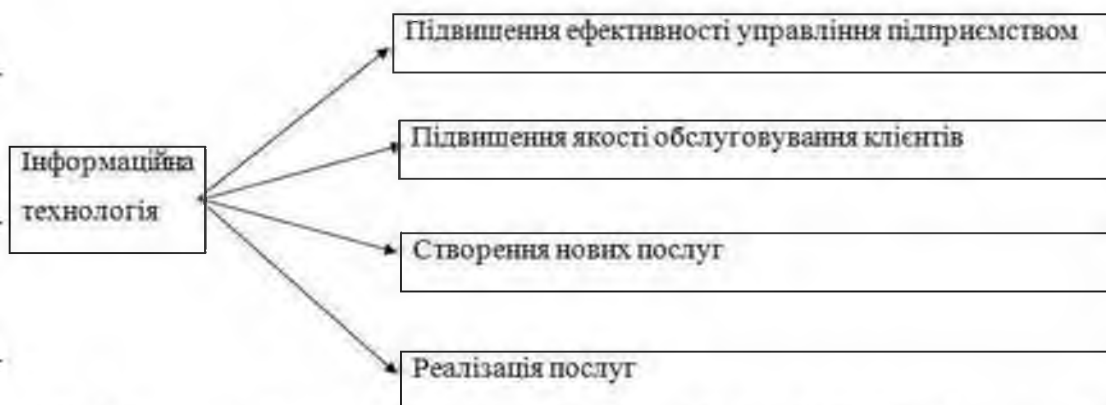 Підвищення ефективності управління підприємством
Підвищення якості обслуговування клієнтів
Інформаційна
технологія
Створення нових послуг
Реалізація послуг